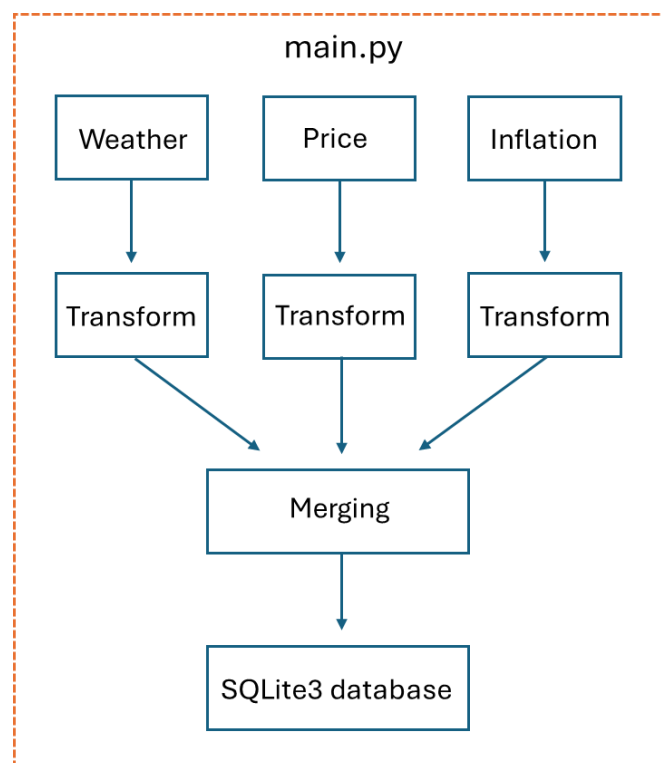 main.py
Weather
Price
Inflation
Transform
Transform
Transform
Merging
SQLite3 database